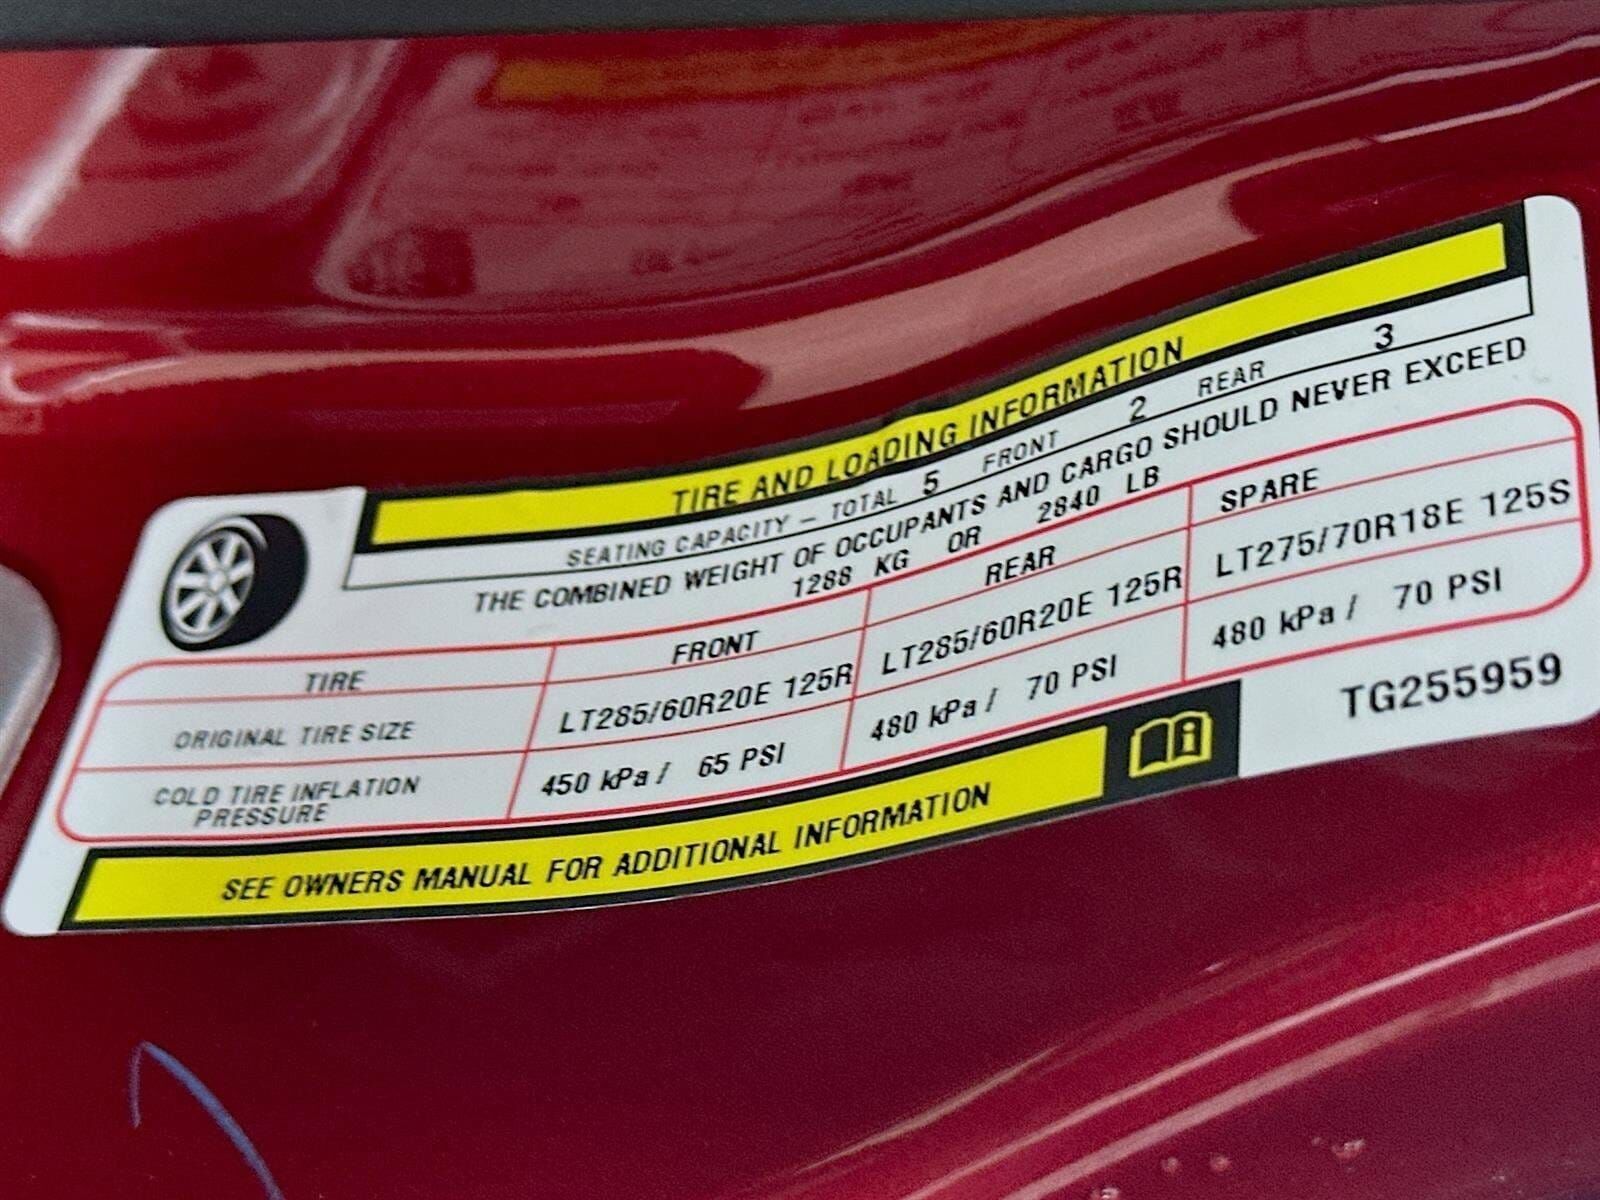 TIRE AND LOADING INFORMATION
SEATING CAPACITY – TOTAL 5 FRONT 2 REAR 3
THE COMBINED WEIGHT OF OCCUPANTS AND CARGO SHOULD NEVER EXCEED
1288 KG OR 2840 LB
TIRE FRONT REAR SPARE
ORIGINAL TIRE SIZE LT285/60R20E 125R LT285/60R20E 125R LT275/70R18E 125S
COLD TIRE INFLATION
PRESSURE 450 kPa / 65 PSI 480 kPa / 70 PSI 480 kPa / 70 PSI
SEE OWNERS MANUAL FOR ADDITIONAL INFORMATION
TG255959